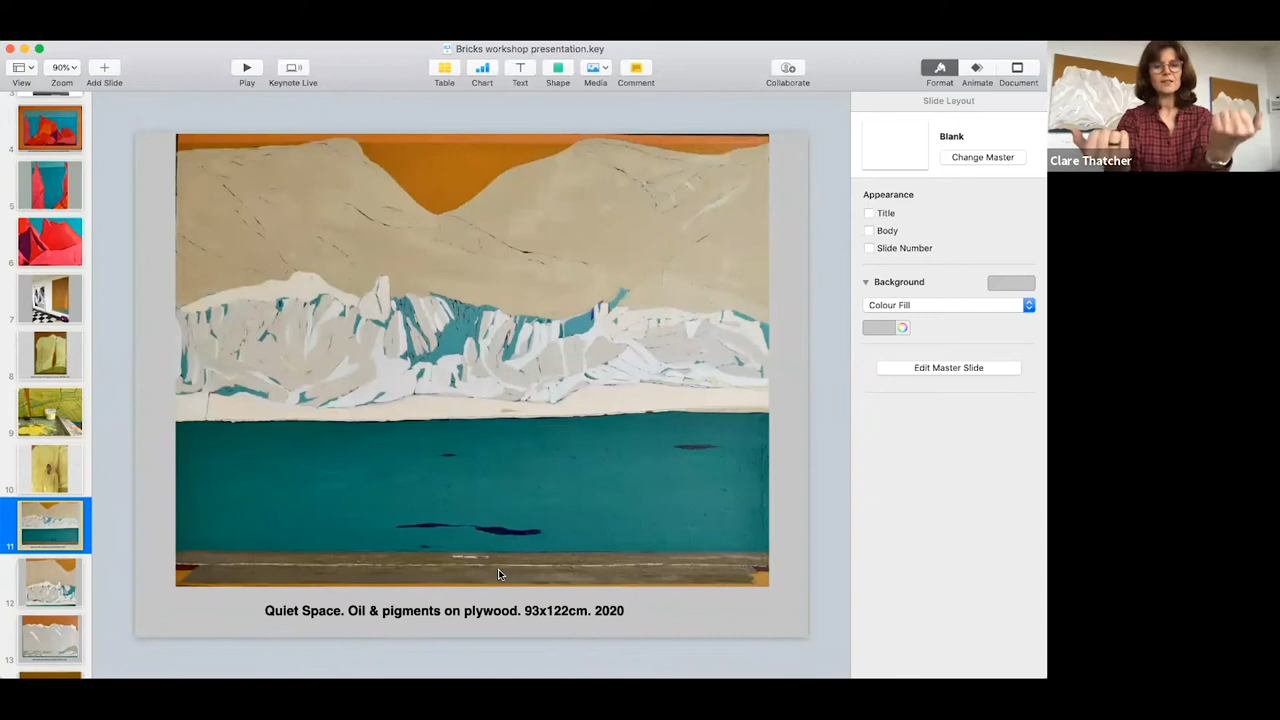 Bricks workshop presentation.key
90%
View
Zoom
Add Slide
Play
Keynote Live
Table
Chart
Text
Shape
Media
Comment
Collaborate
Format
Animate
Document
3
4
5
6
7
8
9
10
11
12
13
Quiet Space. Oil & pigments on plywood. 93x122cm. 2020
Slide Layout
Blank
Change Master
Appearance
Title
Body
Slide Number
Background
Colour Fill
Edit Master Slide
Clare Thatcher